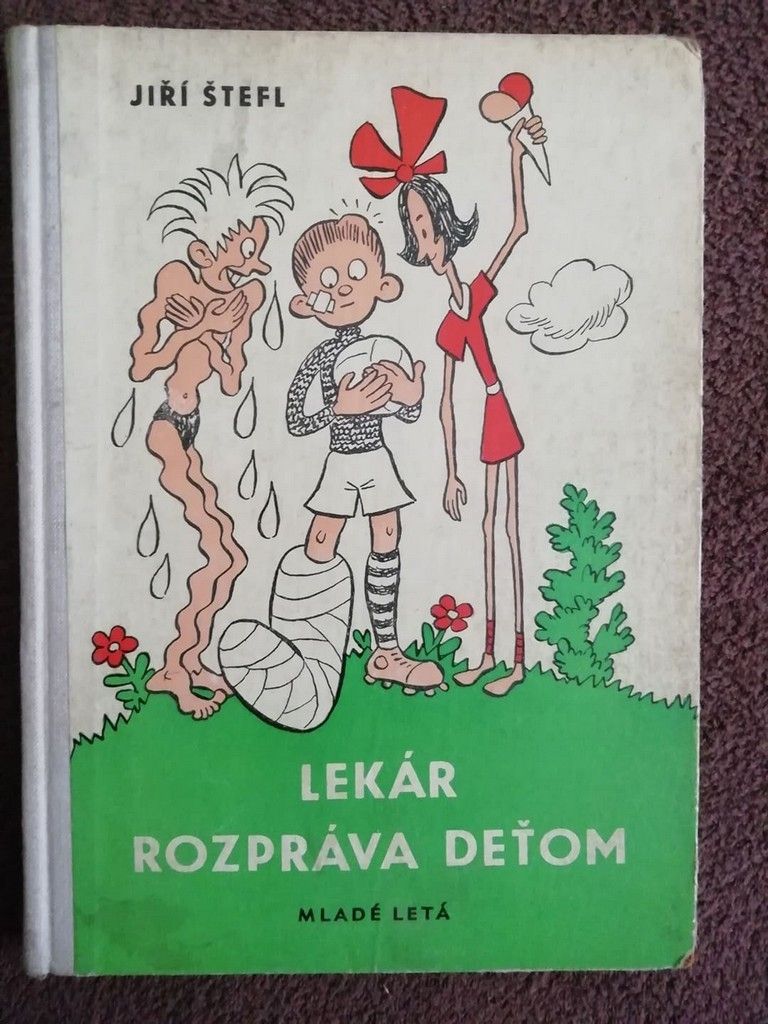 JIŘÍ ŠTEFL
LEKÁR
ROZPRÁVA DEŤOM
MLADÉ LETÁ